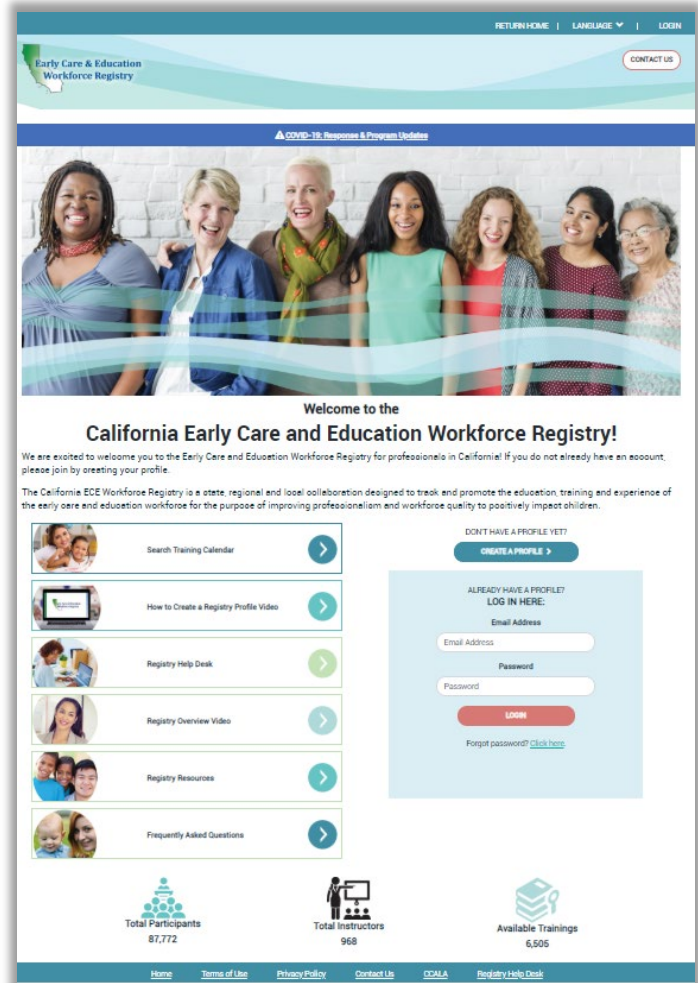 RETURN HOME | LANGUAGE | LOGIN
Early Care & Education
Workforce Registry
CONTACT US
COVID-19: Response & Program Updates
Welcome to the
California Early Care and Education Workforce Registry!
We are excited to welcome you to the Early Care and Education Workforce Registry for professionals in California! If you do not already have an account,
please join by creating your profile.
The California ECE Workforce Registry is a state, regional and local collaboration designed to track and promote the education, training and experience of
the early care and education workforce for the purpose of improving professionalism and workforce quality to positively impact children.
Search Training Calendar
How to Create a Registry Profile Video
Registry Help Desk
Registry Overview Video
Registry Resources
Frequently Asked Questions
DON'T HAVE A PROFILE YET?
CREATE A PROFILE >
ALREADY HAVE A PROFILE?
LOG IN HERE:
Email Address
Email Address
Password
Password
LOGIN
Forgot password? Click here.
Total Participants
87,772
Total Instructors
968
Available Trainings
6,505
Home Terms of Use Privacy Policy Contact Us CCALA Registry Help Desk